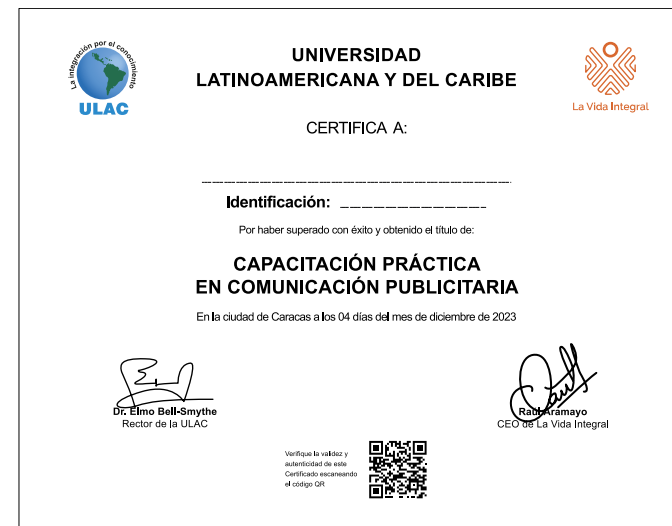 La integración por el conocimiento
ULAC
UNIVERSIDAD
LATINOAMERICANA Y DEL CARIBE
La Vida Integral
CERTIFICA A:
Identificación:
Por haber superado con éxito y obtenido el título de:
CAPACITACIÓN PRÁCTICA
EN COMUNICACIÓN PUBLICITARIA
En la ciudad de Caracas a los 04 días del mes de diciembre de 2023
Dr. Elmo Bell-Smythe
Rector de la ULAC
Raúl Aramayo
CEO de La Vida Integral
Verifique la validez y
autenticidad de este
Certificado escaneando
el código QR